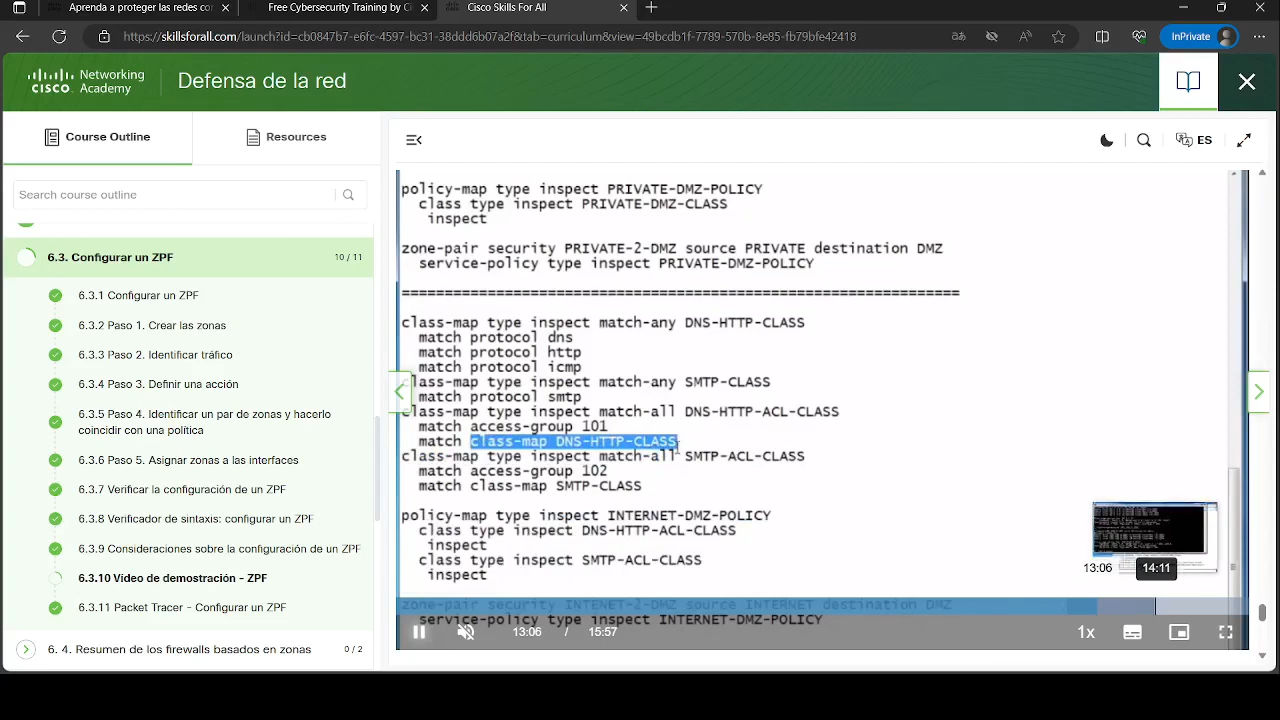 Aprenda a proteger las redes cor
Free Cybersecurity Training by Ci
Cisco Skills For All
https://skillsforall.com/launch?id=cb0847b7-e6fc-4597-bc31-38ddd6b07a2f&tab=curriculum&view=49bcdb1f-7789-570b-8e85-fb79bfe42418
InPrivate
CISCO
Networking
Academy
Defensa de la red
Course Outline
Resources
ES
Search course outline
6.3. Configurar un ZPF
10 / 11
6.3.1 Configurar un ZPF
6.3.2 Paso 1. Crear las zonas
6.3.3 Paso 2. Identificar tráfico
6.3.4 Paso 3. Definir una acción
6.3.5 Paso 4. Identificar un par de zonas y hacerlo
coincidir con una política
6.3.6 Paso 5. Asignar zonas a las interfaces
6.3.7 Verificar la configuración de un ZPF
6.3.8 Verificador de sintaxis: configurar un ZPF
6.3.9 Consideraciones sobre la configuración de un ZPF
6.3.10 Video de demostración - ZPF
6.3.11 Packet Tracer - Configurar un ZPF
6. 4. Resumen de los firewalls basados en zonas
0 / 2
policy-map type inspect PRIVATE-DMZ-POLICY
class type inspect PRIVATE-DMZ-CLASS
inspect
zone-pair security PRIVATE-2-DMZ source PRIVATE destination DMZ
service-policy type inspect PRIVATE-DMZ-POLICY
=================================================================
class-map type inspect match-any DNS-HTTP-CLASS
match protocol dns
match protocol http
match protocol icmp
class-map type inspect match-any SMTP-CLASS
match protocol smtp
class-map type inspect match-all DNS-HTTP-ACL-CLASS
match access-group 101
match class-map DNS-HTTP-CLASS
class-map type inspect match-all SMTP-ACL-CLASS
match access-group 102
match class-map SMTP-CLASS
policy-map type inspect INTERNET-DMZ-POLICY
class type inspect DNS-HTTP-ACL-CLASS
inspect
class type inspect SMTP-ACL-CLASS
inspect
zone-pair security INTENET-2-DMZ source INTERNET destination DMZ
service-policy type inspect INTERNET-DMZ-POLICY
13:06
14:11
13:06 / 15:57
1x